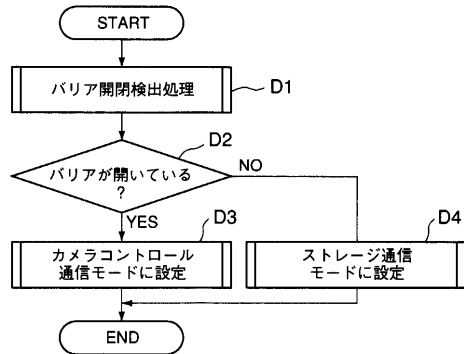 START
バリア開閉検出処理
D1
D2
バリアが開いている
?
NO
YES
D3
カメラコントロール
通信モードに設定
D4
ストレージ通信
モードに設定
END